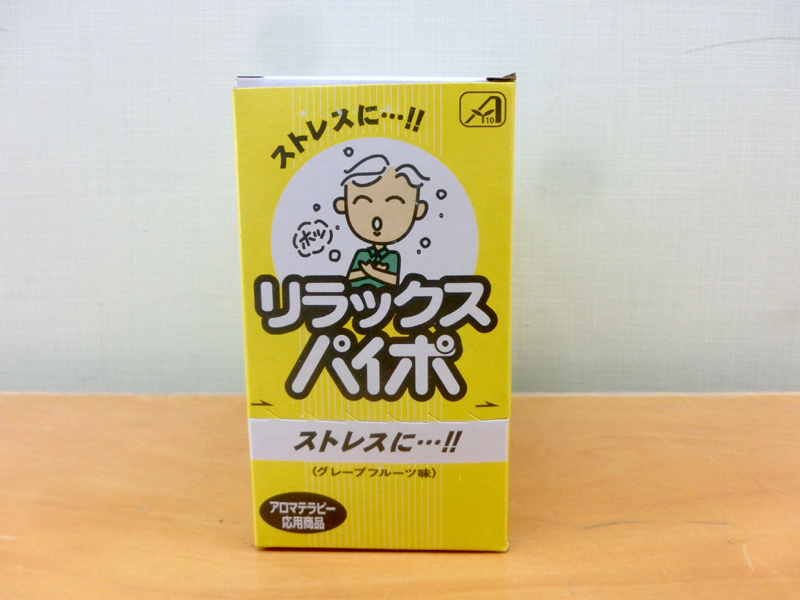 ストレスに…!!
A
10
ホッ
リラックス
パイポ
ストレスに…!!
(グレープフルーツ味)
アロマテラピー
応用商品